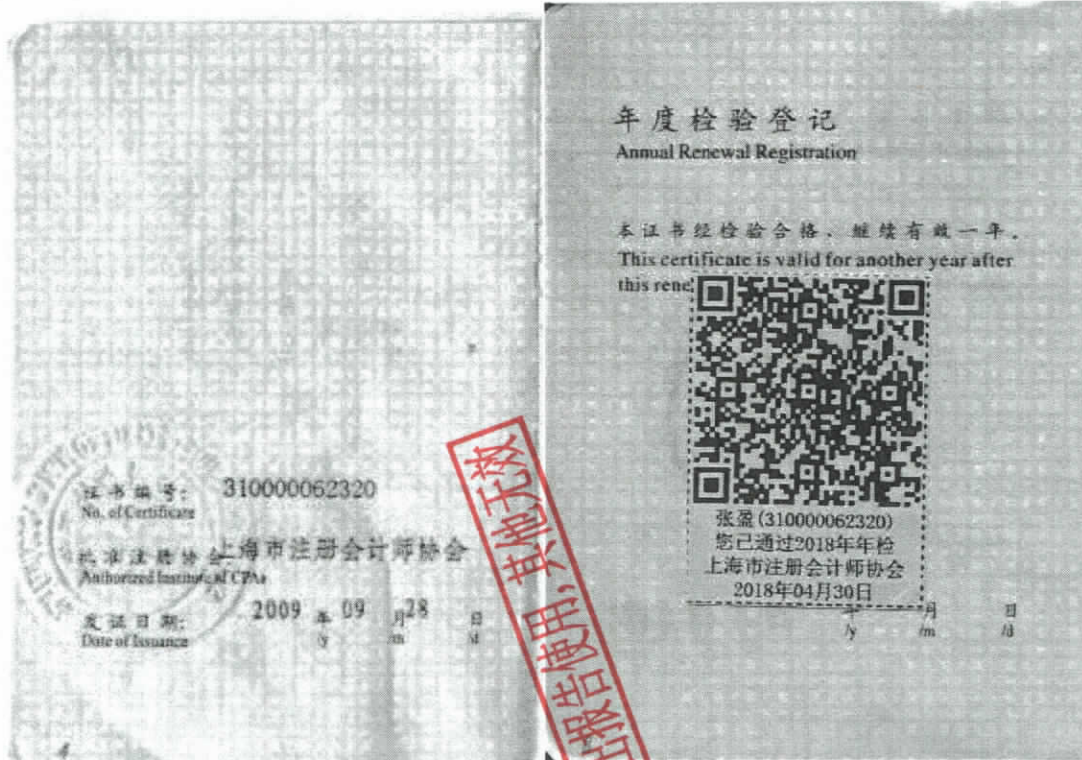 证书编号: 310000062320
No. of Certificate
批准注册协会 上海市注册会计师协会
Authorized Institute of CPAs
发证日期: 2009 年 09 月 28 日
Date of Issuance /y /m /d
4
年度检验登记
Annual Renewal Registration
本证书经检验合格、继续有效一年。
This certificate is valid for another year after
this rene
张盈(310000062320)
您已通过2018年年检
上海市注册会计师协会
2018年04月30日
年 月 日
/y /m /d
报告使用,其他无效